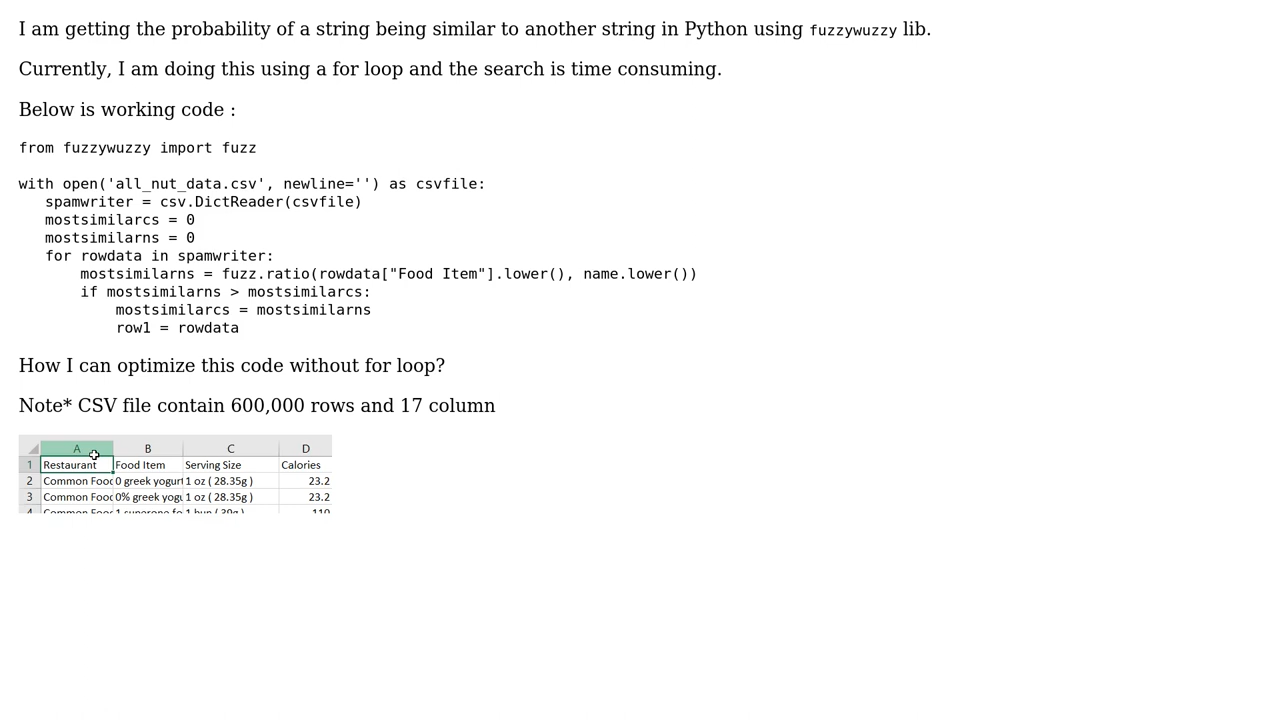 I am getting the probability of a string being similar to another string in Python using fuzzywuzzy lib.
Currently, I am doing this using a for loop and the search is time consuming.
Below is working code :
from fuzzywuzzy import fuzz
with open('all_nut_data.csv', newline='') as csvfile:
   spamwriter = csv.DictReader(csvfile)
   mostsimilarcs = 0
   mostsimilarns = 0
   for rowdata in spamwriter:
       mostsimilarns = fuzz.ratio(rowdata["Food Item"].lower(), name.lower())
       if mostsimilarns > mostsimilarcs:
           mostsimilarcs = mostsimilarns
           row1 = rowdata
How I can optimize this code without for loop?
Note* CSV file contain 600,000 rows and 17 column
A B C D
1 Restaurant Food Item Serving Size Calories
2 Common Food 0 greek yogurt 1 oz ( 28.35g ) 23.2
3 Common Food 0% greek yogu 1 oz ( 28.35g ) 23.2